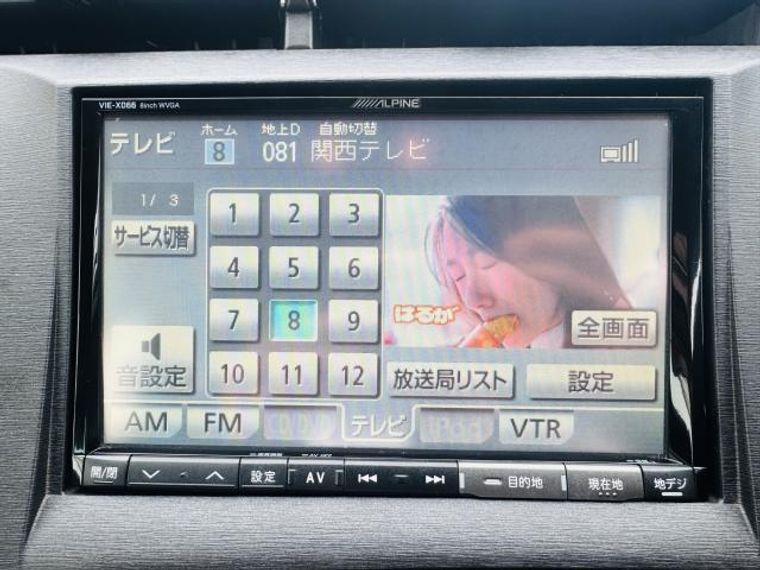 VIE-X066 8inch WVGA ALPINE
テレビ ホーム 8 地上D 081 自動切替 関西テレビ
1/ 3
サービス切替
1 2 3
4 5 6
7 8 9
10 11 12
はるか
全画面
音設定
放送局リスト 設定
AM FM テレビ iPod VTR
開/閉 設定 AV 目的地 現在地 地デジ